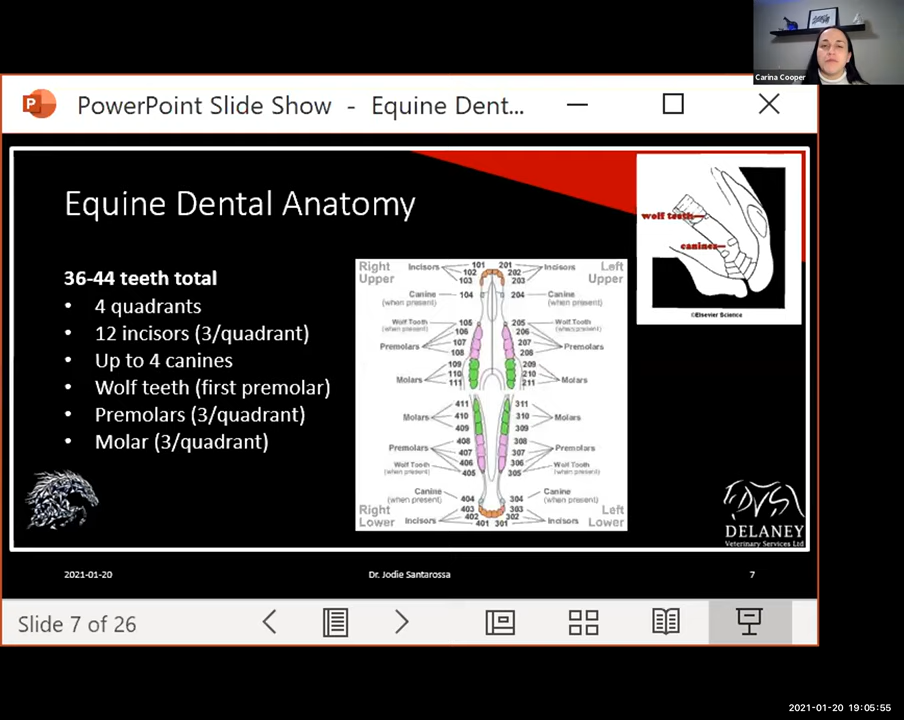 Carina Cooper
PowerPoint Slide Show - Equine Dent...
Equine Dental Anatomy
wolf teeth
canines
©Elsevier Science
36-44 teeth total
• 4 quadrants
• 12 incisors (3/quadrant)
• Up to 4 canines
• Wolf teeth (first premolar)
• Premolars (3/quadrant)
• Molar (3/quadrant)
Right Upper
Left Upper
Incisors 101 201 Incisors
102 202
103 203
Canine (when present) 104 204 Canine (when present)
Wolf Tooth (when present) 105 205 Wolf Tooth (when present)
106 206
Premolars 107 207 Premolars
108 208
109 209
Molars 110 210 Molars
111 211
411 311
Molars 410 310 Molars
409 309
408 308
Premolars 407 307 Premolars
406 306
Wolf Tooth (when present) 405 305 Wolf Tooth (when present)
Canine (when present) 404 304 Canine (when present)
403 303
402 302
Incisors 401 301 Incisors
Right Lower
Left Lower
DVS
DELANEY
Veterinary Services Ltd
2021-01-20
Dr. Jodie Santarossa
7
Slide 7 of 26
2021-01-20 19:05:55